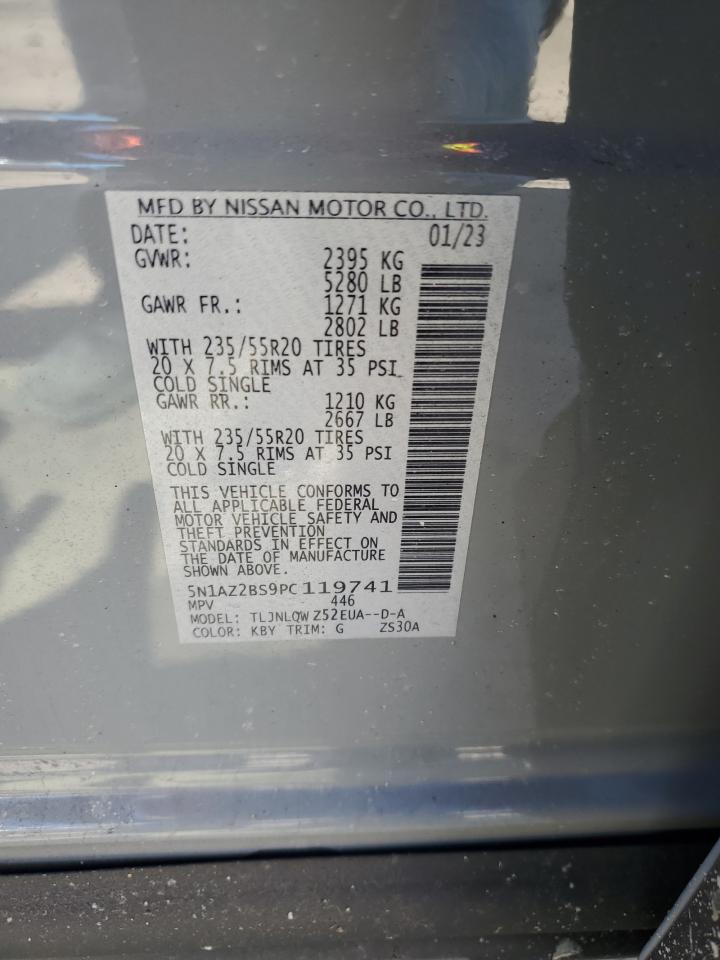 MFD BY NISSAN MOTOR CO., LTD.
DATE: 01/23
GVWR: 2395 KG
5280 LB
GAWR FR.: 1271 KG
2802 LB
WITH 235/55R20 TIRES
20 X 7.5 RIMS AT 35 PSI
COLD SINGLE
GAWR RR.: 1210 KG
2667 LB
WITH 235/55R20 TIRES
20 X 7.5 RIMS AT 35 PSI
COLD SINGLE
THIS VEHICLE CONFORMS TO
ALL APPLICABLE FEDERAL
MOTOR VEHICLE SAFETY AND
THEFT PREVENTION
STANDARDS IN EFFECT ON
THE DATE OF MANUFACTURE
SHOWN ABOVE.
5N1AZ2BS9PC119741
MPV 446
MODEL: TLJNLQW Z52EUA--D-A
COLOR: KBY TRIM: G ZS30A